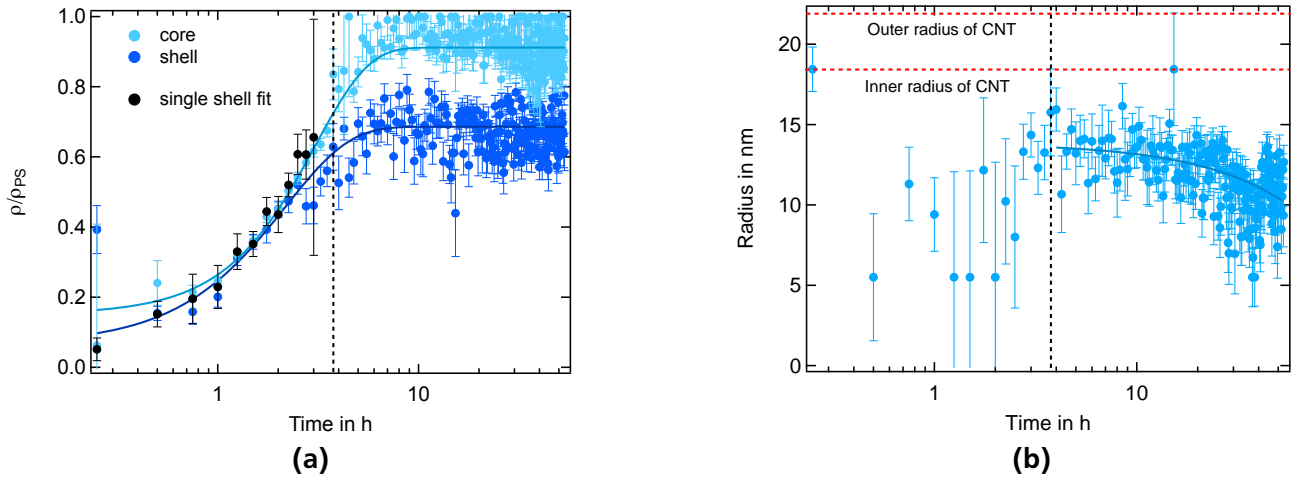 core
shell
single shell fit
1.0
0.8
0.6
0.4
0.2
0.0
ρ/ρPS
1
10
Time in h
(a)
Outer radius of CNT
Inner radius of CNT
20
15
10
5
0
Radius in nm
1
10
Time in h
(b)